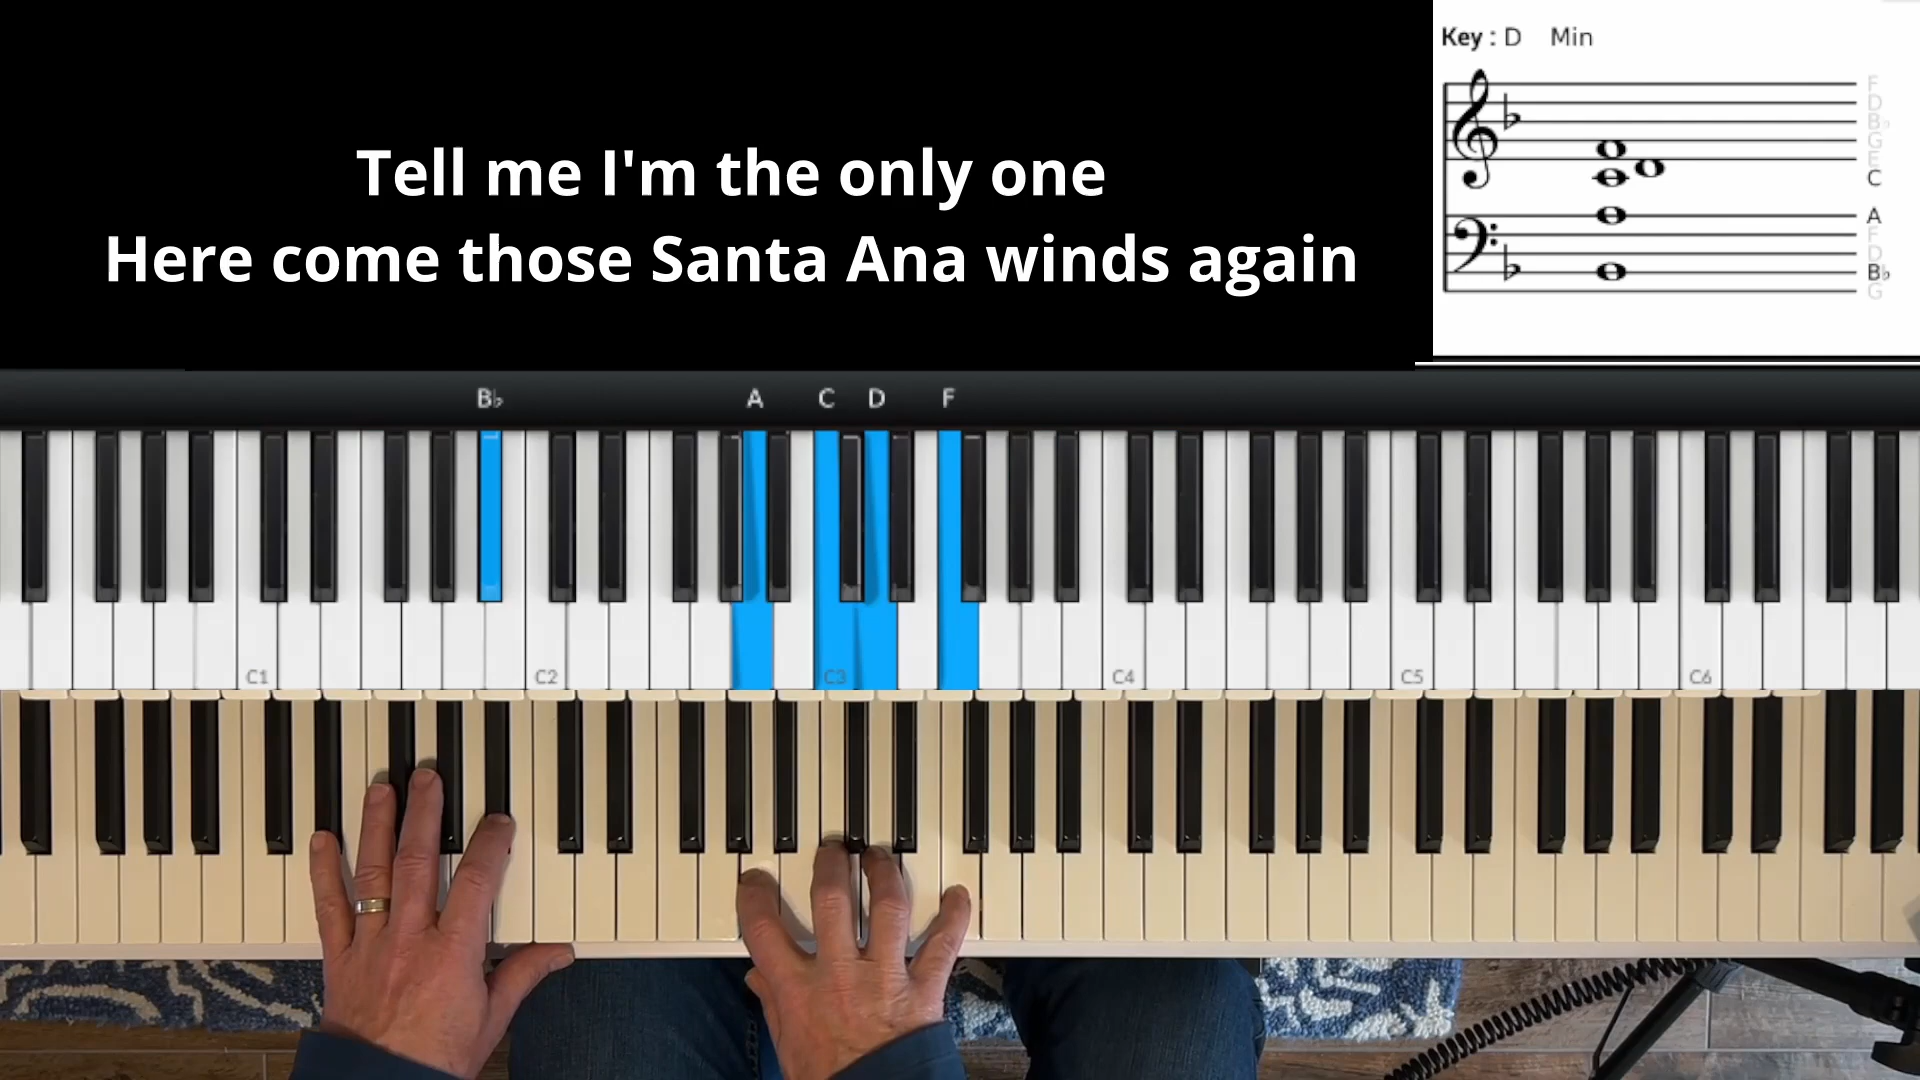 Key : D Min
Tell me I'm the only one
Here come those Santa Ana winds again
F
D
B♭
G
E
C
A
F
D
B♭
G
B♭ A C D F
C1 C2 C3 C4 C5 C6